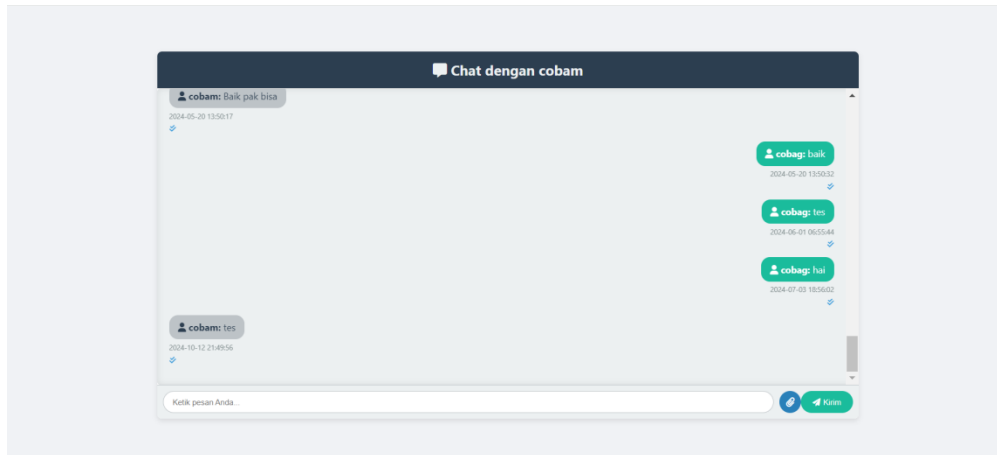 Chat dengan cobam
cobam: Baik pak bisa
2024-05-20 13:50:17
cobag: baik
2024-05-20 13:50:32
cobag: tes
2024-06-01 06:55:44
cobag: hai
2024-07-03 18:56:02
cobam: tes
2024-10-12 21:49:56
Ketik pesan Anda...
Kirim